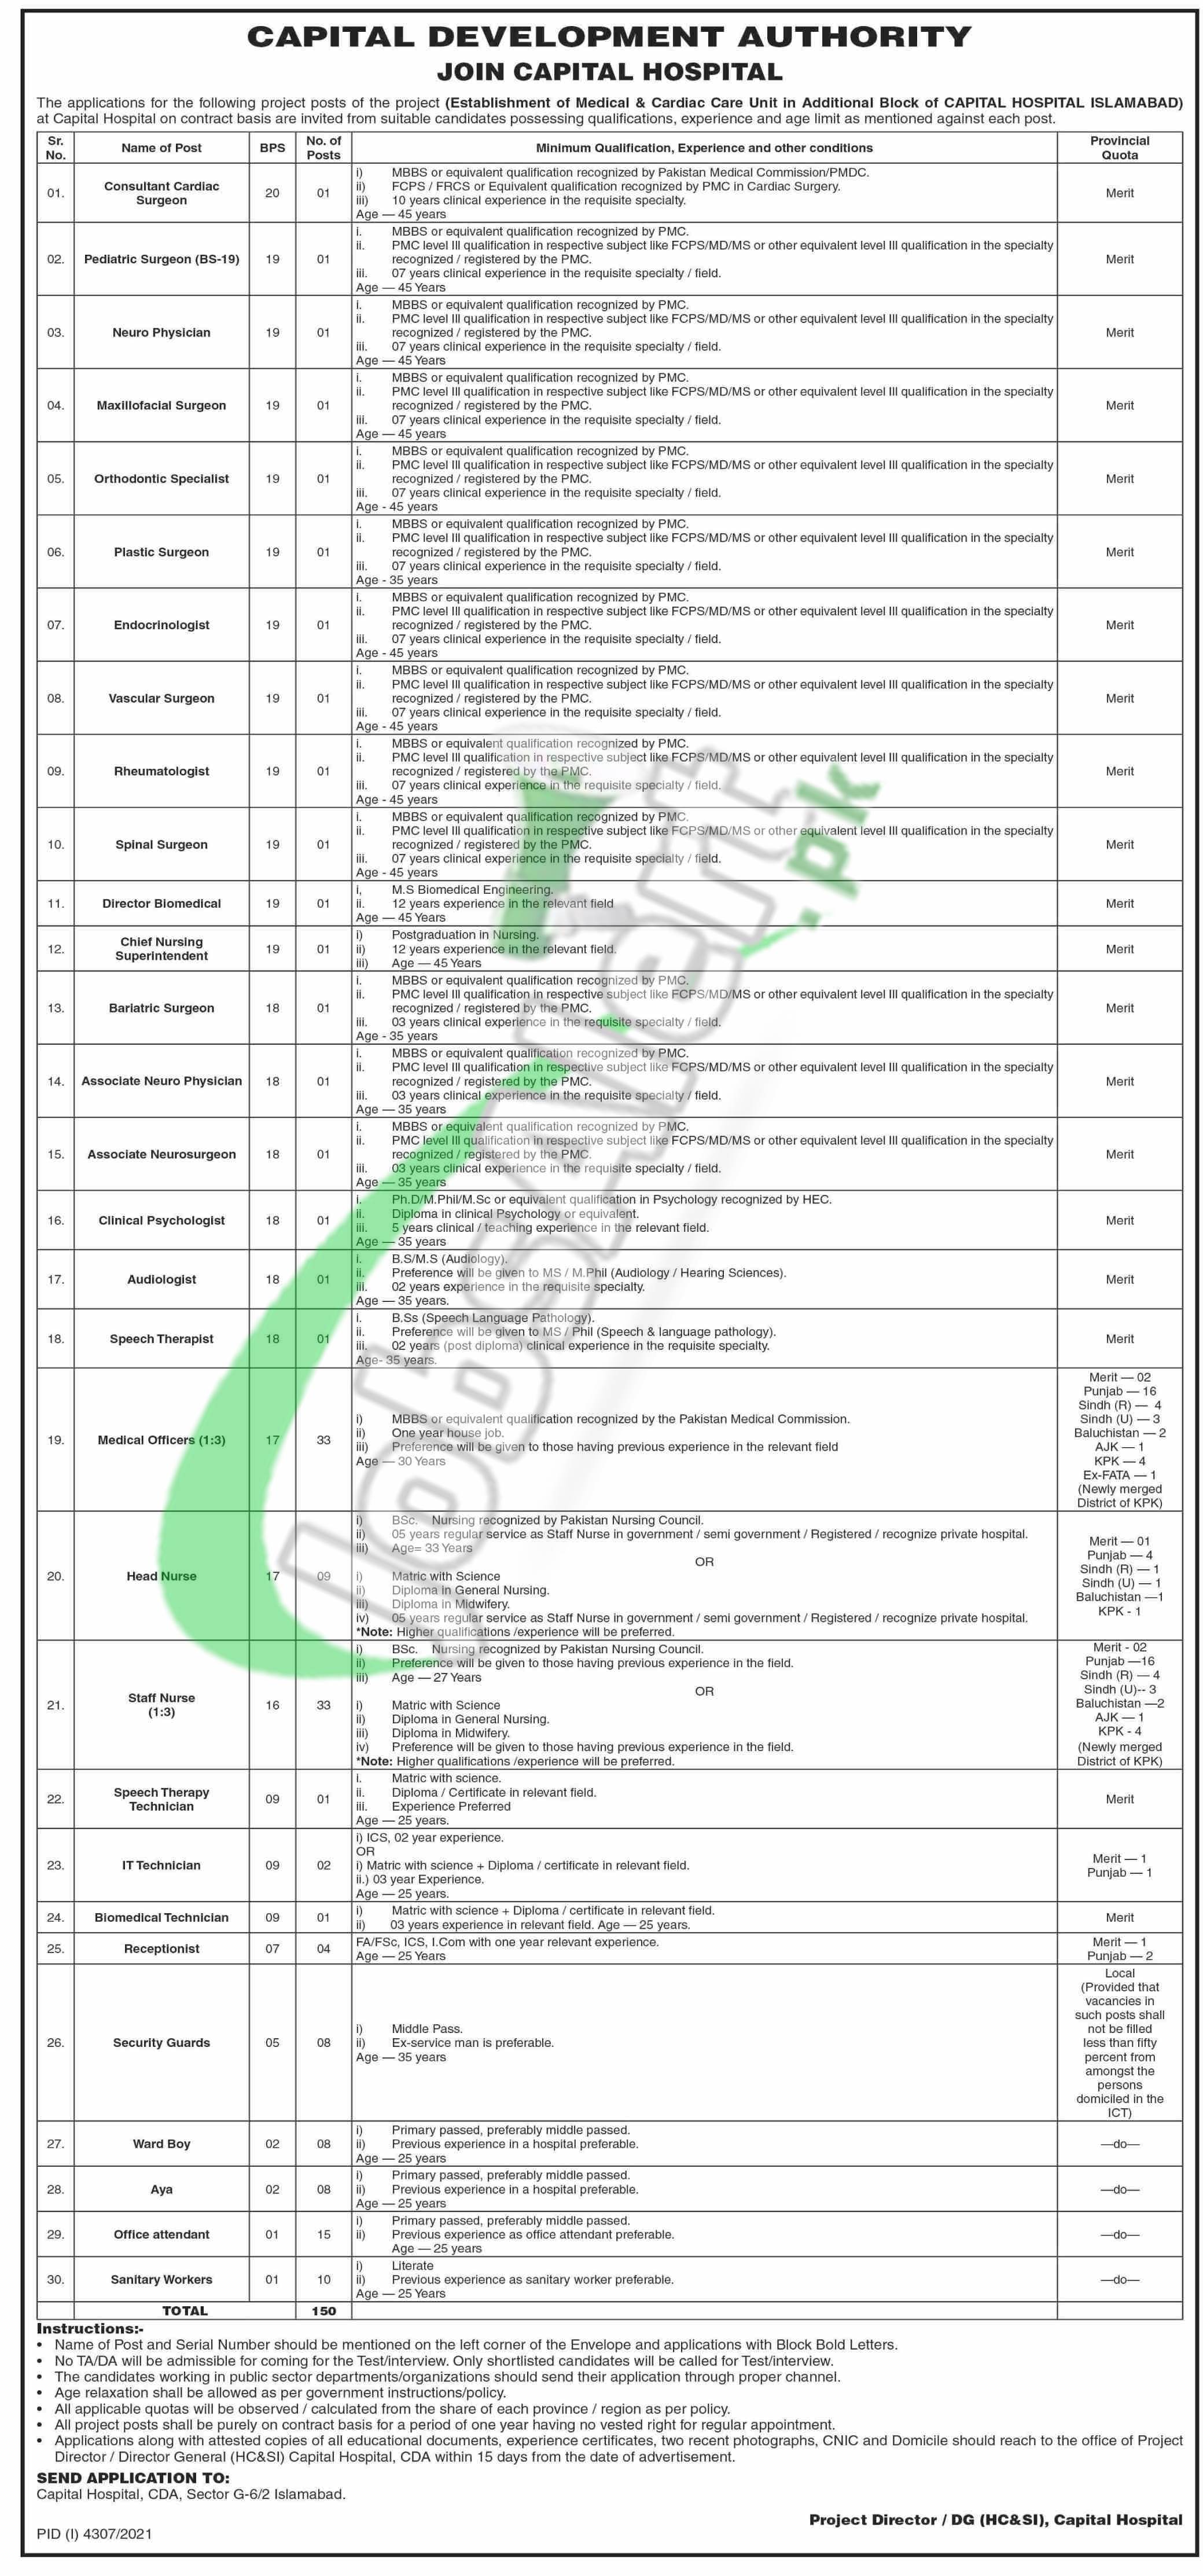 CAPITAL DEVELOPMENT AUTHORITY
JOIN CAPITAL HOSPITAL
The applications for the following project posts of the project (Establishment of Medical & Cardiac Care Unit in Additional Block of CAPITAL HOSPITAL ISLAMABAD)
at Capital Hospital on contract basis are invited from suitable candidates possessing qualifications, experience and age limit as mentioned against each post.
Sr. No. Name of Post BPS No. of Posts Minimum Qualification, Experience and other conditions Provincial Quota
01. Consultant Cardiac Surgeon 20 01 Merit
i) MBBS or equivalent qualification recognized by Pakistan Medical Commission/PMDC.
ii) FCPS / FRCS or Equivalent qualification recognized by PMC in Cardiac Surgery.
iii) 10 years clinical experience in the requisite specialty.
Age — 45 years
02. Pediatric Surgeon (BS-19) 19 01 Merit
i. MBBS or equivalent qualification recognized by PMC.
ii. PMC level III qualification in respective subject like FCPS/MD/MS or other equivalent level III qualification in the specialty
recognized / registered by the PMC.
iii. 07 years clinical experience in the requisite specialty / field.
Age — 45 Years
03. Neuro Physician 19 01 Merit
i. MBBS or equivalent qualification recognized by PMC.
ii. PMC level III qualification in respective subject like FCPS/MD/MS or other equivalent level III qualification in the specialty
recognized / registered by the PMC.
iii. 07 years clinical experience in the requisite specialty / field.
Age — 45 Years
04. Maxillofacial Surgeon 19 01 Merit
i. MBBS or equivalent qualification recognized by PMC.
ii. PMC level III qualification in respective subject like FCPS/MD/MS or other equivalent level III qualification in the specialty
recognized / registered by the PMC.
iii. 07 years clinical experience in the requisite specialty / field.
Age — 45 years
05. Orthodontic Specialist 19 01 Merit
i. MBBS or equivalent qualification recognized by PMC.
ii. PMC level III qualification in respective subject like FCPS/MD/MS or other equivalent level III qualification in the specialty
recognized / registered by the PMC.
iii. 07 years clinical experience in the requisite specialty / field.
Age - 45 years
06. Plastic Surgeon 19 01 Merit
i. MBBS or equivalent qualification recognized by PMC.
ii. PMC level III qualification in respective subject like FCPS/MD/MS or other equivalent level III qualification in the specialty
recognized / registered by the PMC.
iii. 07 years clinical experience in the requisite specialty / field.
Age - 35 years
07. Endocrinologist 19 01 Merit
i. MBBS or equivalent qualification recognized by PMC.
ii. PMC level III qualification in respective subject like FCPS/MD/MS or other equivalent level III qualification in the specialty
recognized / registered by the PMC.
iii. 07 years clinical experience in the requisite specialty / field.
Age - 45 years
08. Vascular Surgeon 19 01 Merit
i. MBBS or equivalent qualification recognized by PMC.
ii. PMC level III qualification in respective subject like FCPS/MD/MS or other equivalent level III qualification in the specialty
recognized / registered by the PMC.
iii. 07 years clinical experience in the requisite specialty / field.
Age - 45 years
09. Rheumatologist 19 01 Merit
i. MBBS or equivalent qualification recognized by PMC.
ii. PMC level III qualification in respective subject like FCPS/MD/MS or other equivalent level III qualification in the specialty
recognized / registered by the PMC.
iii. 07 years clinical experience in the requisite specialty / field.
Age - 45 years
10. Spinal Surgeon 19 01 Merit
i. MBBS or equivalent qualification recognized by PMC.
ii. PMC level III qualification in respective subject like FCPS/MD/MS or other equivalent level III qualification in the specialty
recognized / registered by the PMC.
iii. 07 years clinical experience in the requisite specialty / field.
Age - 45 years
11. Director Biomedical 19 01 Merit
i, M.S Biomedical Engineering.
ii. 12 years experience in the relevant field
Age — 45 Years
12. Chief Nursing Superintendent 19 01 Merit
i) Postgraduation in Nursing.
ii) 12 years experience in the relevant field.
iii) Age — 45 Years
13. Bariatric Surgeon 18 01 Merit
i. MBBS or equivalent qualification recognized by PMC.
ii. PMC level III qualification in respective subject like FCPS/MD/MS or other equivalent level III qualification in the specialty
recognized / registered by the PMC.
iii. 03 years clinical experience in the requisite specialty / field.
Age - 35 years
14. Associate Neuro Physician 18 01 Merit
i. MBBS or equivalent qualification recognized by PMC.
ii. PMC level III qualification in respective subject like FCPS/MD/MS or other equivalent level III qualification in the specialty
recognized / registered by the PMC.
iii. 03 years clinical experience in the requisite specialty / field.
Age — 35 years
15. Associate Neurosurgeon 18 01 Merit
i. MBBS or equivalent qualification recognized by PMC.
ii. PMC level III qualification in respective subject like FCPS/MD/MS or other equivalent level III qualification in the specialty
recognized / registered by the PMC.
iii. 03 years clinical experience in the requisite specialty / field.
Age — 35 years
16. Clinical Psychologist 18 01 Merit
i. Ph.D/M.Phil/M.Sc or equivalent qualification in Psychology recognized by HEC.
ii. Diploma in clinical Psychology or equivalent.
iii. 5 years clinical / teaching experience in the relevant field.
Age — 35 years
17. Audiologist 18 01 Merit
i. B.S/M.S (Audiology).
ii. Preference will be given to MS / M.Phil (Audiology / Hearing Sciences).
iii. 02 years experience in the requisite specialty.
Age — 35 years.
18. Speech Therapist 18 01 Merit
i. B.Ss (Speech Language Pathology).
ii. Preference will be given to MS / Phil (Speech & language pathology).
iii. 02 years (post diploma) clinical experience in the requisite specialty.
Age- 35 years.
19. Medical Officers (1:3) 17 33
i) MBBS or equivalent qualification recognized by the Pakistan Medical Commission.
ii) One year house job.
iii) Preference will be given to those having previous experience in the relevant field
Age — 30 Years
Merit — 02
Punjab — 16
Sindh (R) — 4
Sindh (U) — 3
Baluchistan — 2
AJK — 1
KPK — 4
Ex-FATA — 1
(Newly merged
District of KPK)
20. Head Nurse 17 09
i) BSc. Nursing recognized by Pakistan Nursing Council.
ii) 05 years regular service as Staff Nurse in government / semi government / Registered / recognize private hospital.
iii) Age= 33 Years
OR
i) Matric with Science
ii) Diploma in General Nursing.
iii) Diploma in Midwifery.
iv) 05 years regular service as Staff Nurse in government / semi government / Registered / recognize private hospital.
*Note: Higher qualifications /experience will be preferred.
Merit — 01
Punjab — 4
Sindh (R) — 1
Sindh (U) — 1
Baluchistan —1
KPK - 1
21. Staff Nurse (1:3) 16 33
i) BSc. Nursing recognized by Pakistan Nursing Council.
ii) Preference will be given to those having previous experience in the field.
iii) Age — 27 Years
OR
i) Matric with Science
ii) Diploma in General Nursing.
iii) Diploma in Midwifery.
iv) Preference will be given to those having previous experience in the field.
*Note: Higher qualifications /experience will be preferred.
Merit - 02
Punjab —16
Sindh (R) — 4
Sindh (U)-- 3
Baluchistan —2
AJK — 1
KPK - 4
(Newly merged
District of KPK)
22. Speech Therapy Technician 09 01 Merit
i. Matric with science.
ii. Diploma / Certificate in relevant field.
iii. Experience Preferred
Age — 25 years.
23. IT Technician 09 02
i) ICS, 02 year experience.
OR
i) Matric with science + Diploma / certificate in relevant field.
ii.) 03 year Experience.
Age — 25 years.
Merit — 1
Punjab — 1
24. Biomedical Technician 09 01 Merit
i) Matric with science + Diploma / certificate in relevant field.
ii) 03 years experience in relevant field. Age — 25 years.
25. Receptionist 07 04
FA/FSc, ICS, I.Com with one year relevant experience.
Age — 25 Years
Merit — 1
Punjab — 2
26. Security Guards 05 08
i) Middle Pass.
ii) Ex-service man is preferable.
Age — 35 years
Local
(Provided that
vacancies in
such posts shall
not be filled
less than fifty
percent from
amongst the
persons
domiciled in the
ICT)
27. Ward Boy 02 08 —do—
i) Primary passed, preferably middle passed.
ii) Previous experience in a hospital preferable.
Age — 25 years
28. Aya 02 08 —do—
i) Primary passed, preferably middle passed.
ii) Previous experience in a hospital preferable.
Age — 25 years
29. Office attendant 01 15 —do—
i) Primary passed, preferably middle passed.
ii) Previous experience as office attendant preferable.
Age — 25 years
30. Sanitary Workers 01 10 —do—
i) Literate
ii) Previous experience as sanitary worker preferable.
Age — 25 Years
TOTAL 150
Instructions:-
• Name of Post and Serial Number should be mentioned on the left corner of the Envelope and applications with Block Bold Letters.
• No TA/DA will be admissible for coming for the Test/interview. Only shortlisted candidates will be called for Test/interview.
• The candidates working in public sector departments/organizations should send their application through proper channel.
• Age relaxation shall be allowed as per government instructions/policy.
• All applicable quotas will be observed / calculated from the share of each province / region as per policy.
• All project posts shall be purely on contract basis for a period of one year having no vested right for regular appointment.
• Applications along with attested copies of all educational documents, experience certificates, two recent photographs, CNIC and Domicile should reach to the office of Project
Director / Director General (HC&SI) Capital Hospital, CDA within 15 days from the date of advertisement.
SEND APPLICATION TO:
Capital Hospital, CDA, Sector G-6/2 Islamabad.
Project Director / DG (HC&SI), Capital Hospital
PID (I) 4307/2021
JobsAlert.pk